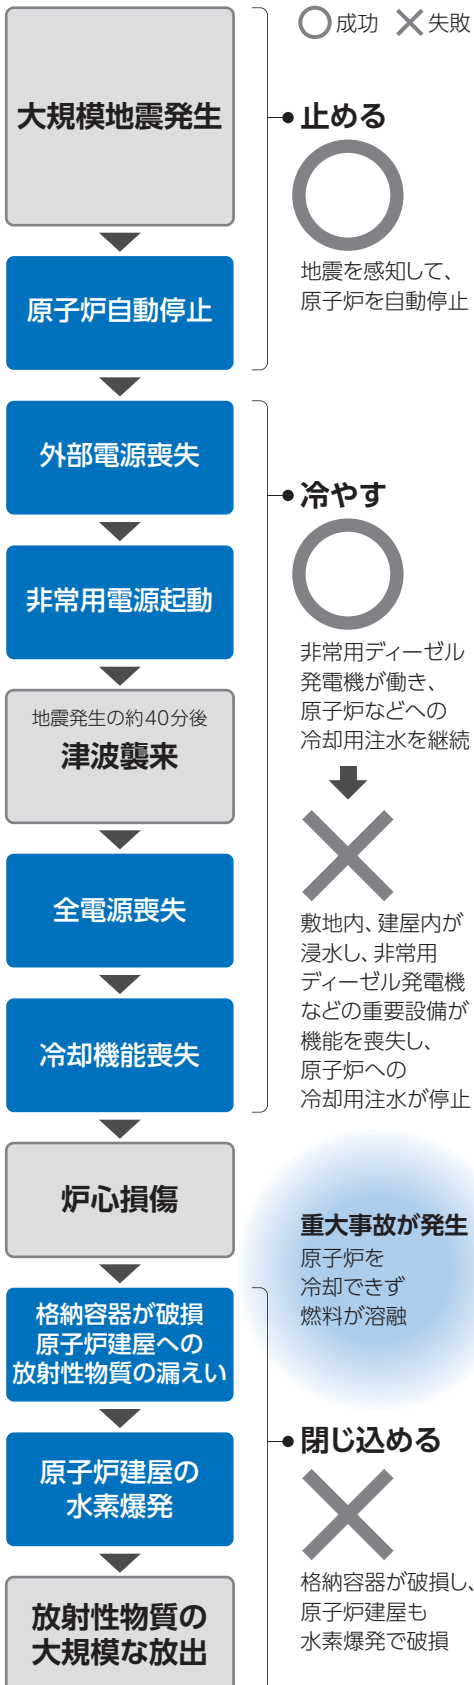 成功 失敗
大規模地震発生
止める
地震を感知して、
原子炉を自動停止
原子炉自動停止
外部電源喪失
冷やす
非常用電源起動
非常用ディーゼル
発電機が働き、
原子炉などへの
冷却用注水を継続
地震発生の約40分後
津波襲来
全電源喪失
敷地内、建屋内が
浸水し、非常用
ディーゼル発電機
などの重要設備が
機能を喪失し、
原子炉への
冷却用注水が停止
冷却機能喪失
炉心損傷
重大事故が発生
原子炉を
冷却できず
燃料が溶融
格納容器が破損
原子炉建屋への
放射性物質の漏えい
閉じ込める
原子炉建屋の
水素爆発
格納容器が破損し、
原子炉建屋も
水素爆発で破損
放射性物質の
大規模な放出